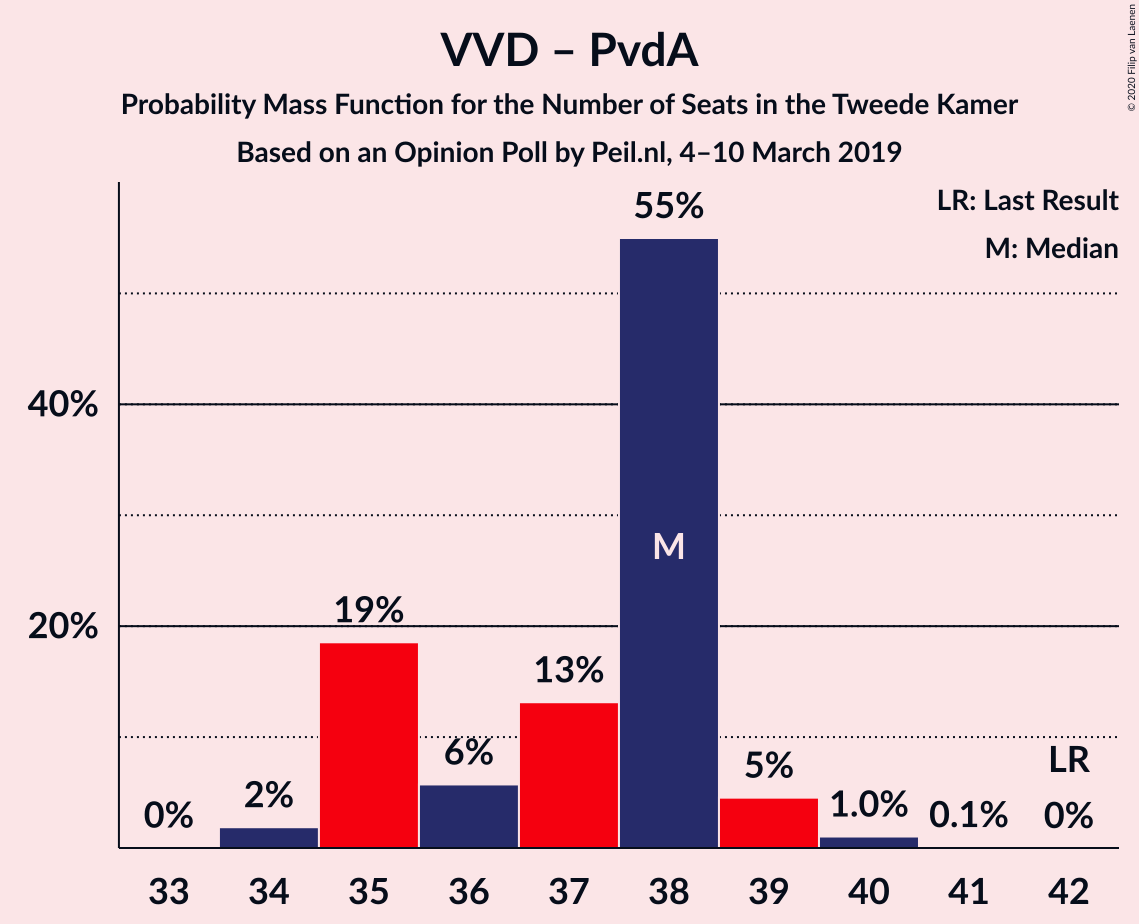 VVD – PvdA
Probability Mass Function for the Number of Seats in the Tweede Kamer
Based on an Opinion Poll by Peil.nl, 4–10 March 2019
© 2020 Filip van Laenen
LR: Last Result
M: Median
55%
40%
M
19%
20%
13%
6%
5%
LR
2%
1.0%
0%
0.1%
0%
33 34 35 36 37 38 39 40 41 42